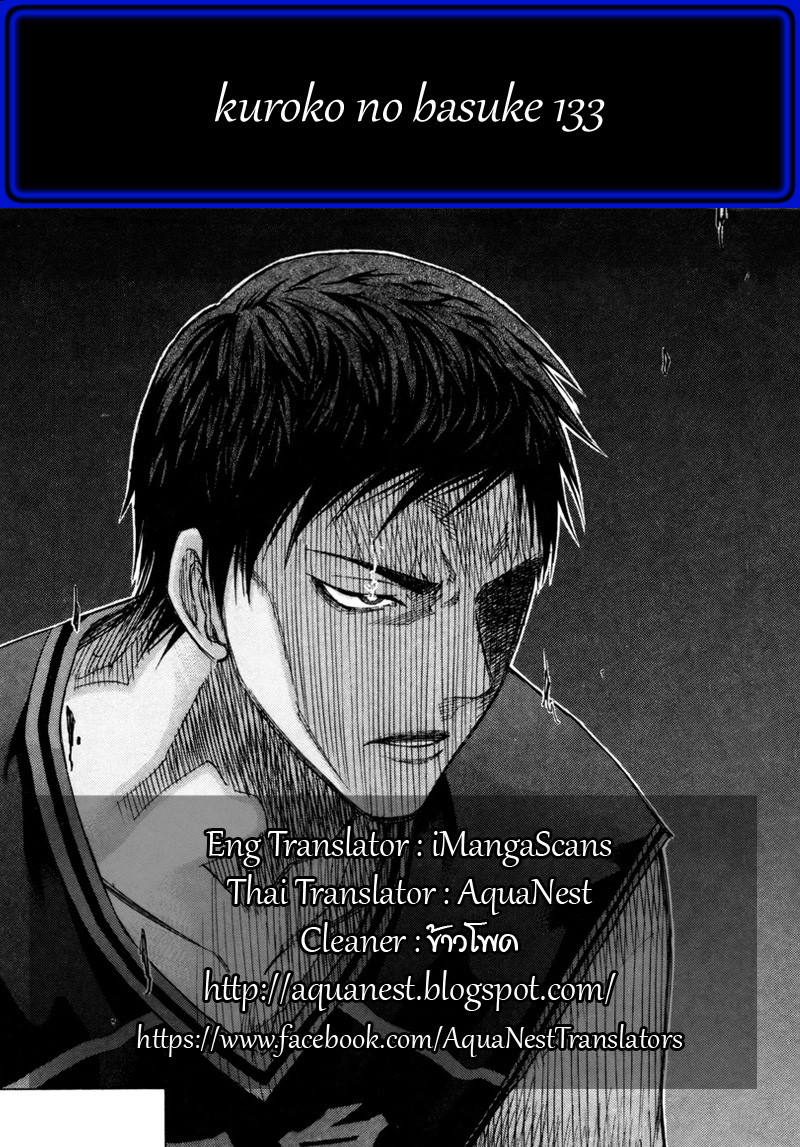 kuroko no basuke 133
Eng Translator : iMangaScans
Thai Translator : AquaNest
Cleaner : ข้าวโพด
http://aquanest.blogspot.com/
https://www.facebook.com/AquaNestTranslators